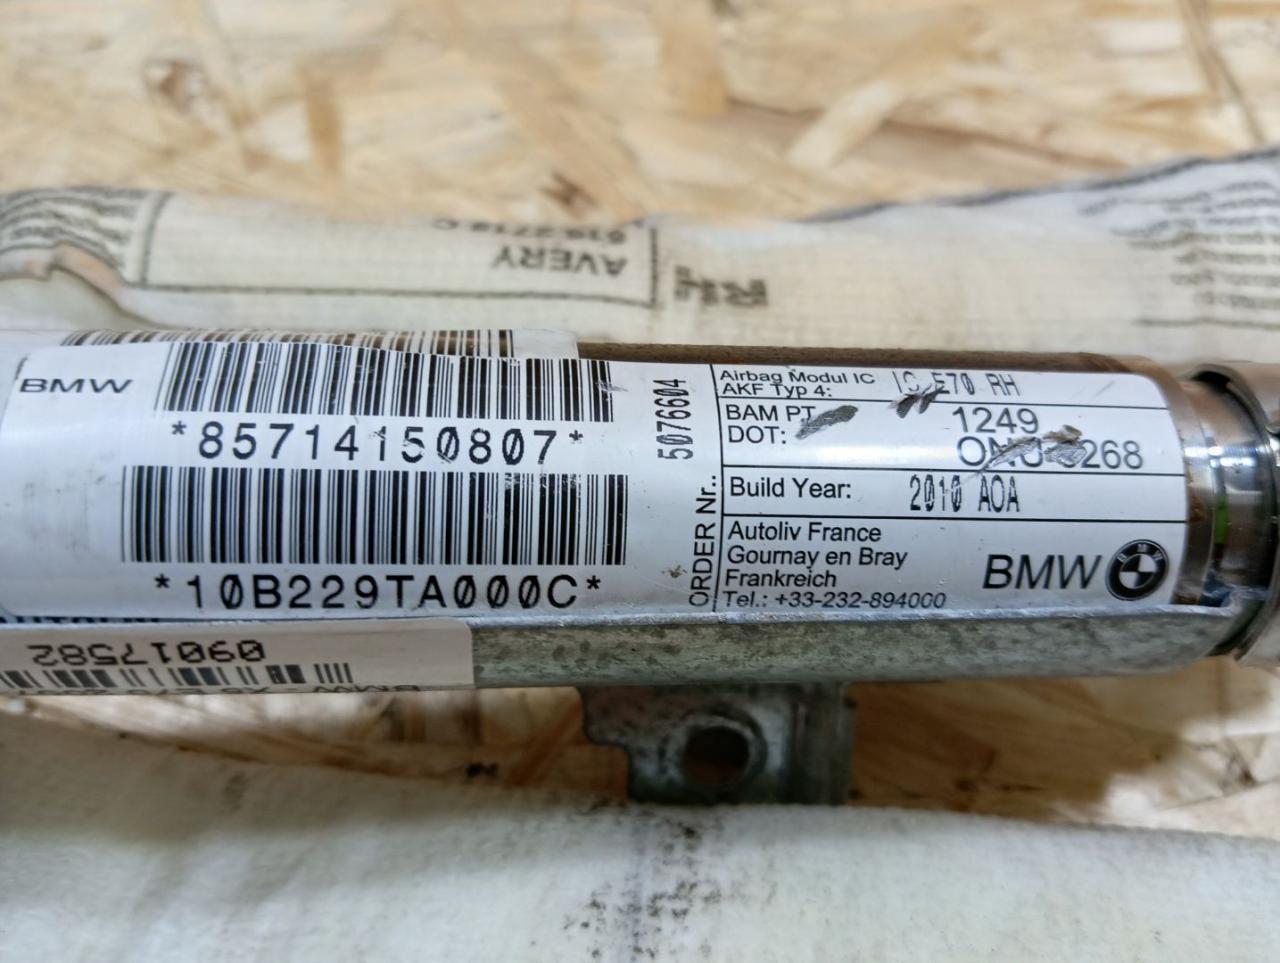 AVERY
BMW
*85714150807*
*10B229TA000C*
ORDER Nr.. 5076604
Airbag Modul IC IC E70 RH
AKF Typ 4:
BAM PT 1249
DOT:
Build Year: 2010 AOA
Autoliv France
Gournay en Bray
Frankreich
Tel.: +33-232-894000
BMW
09017582